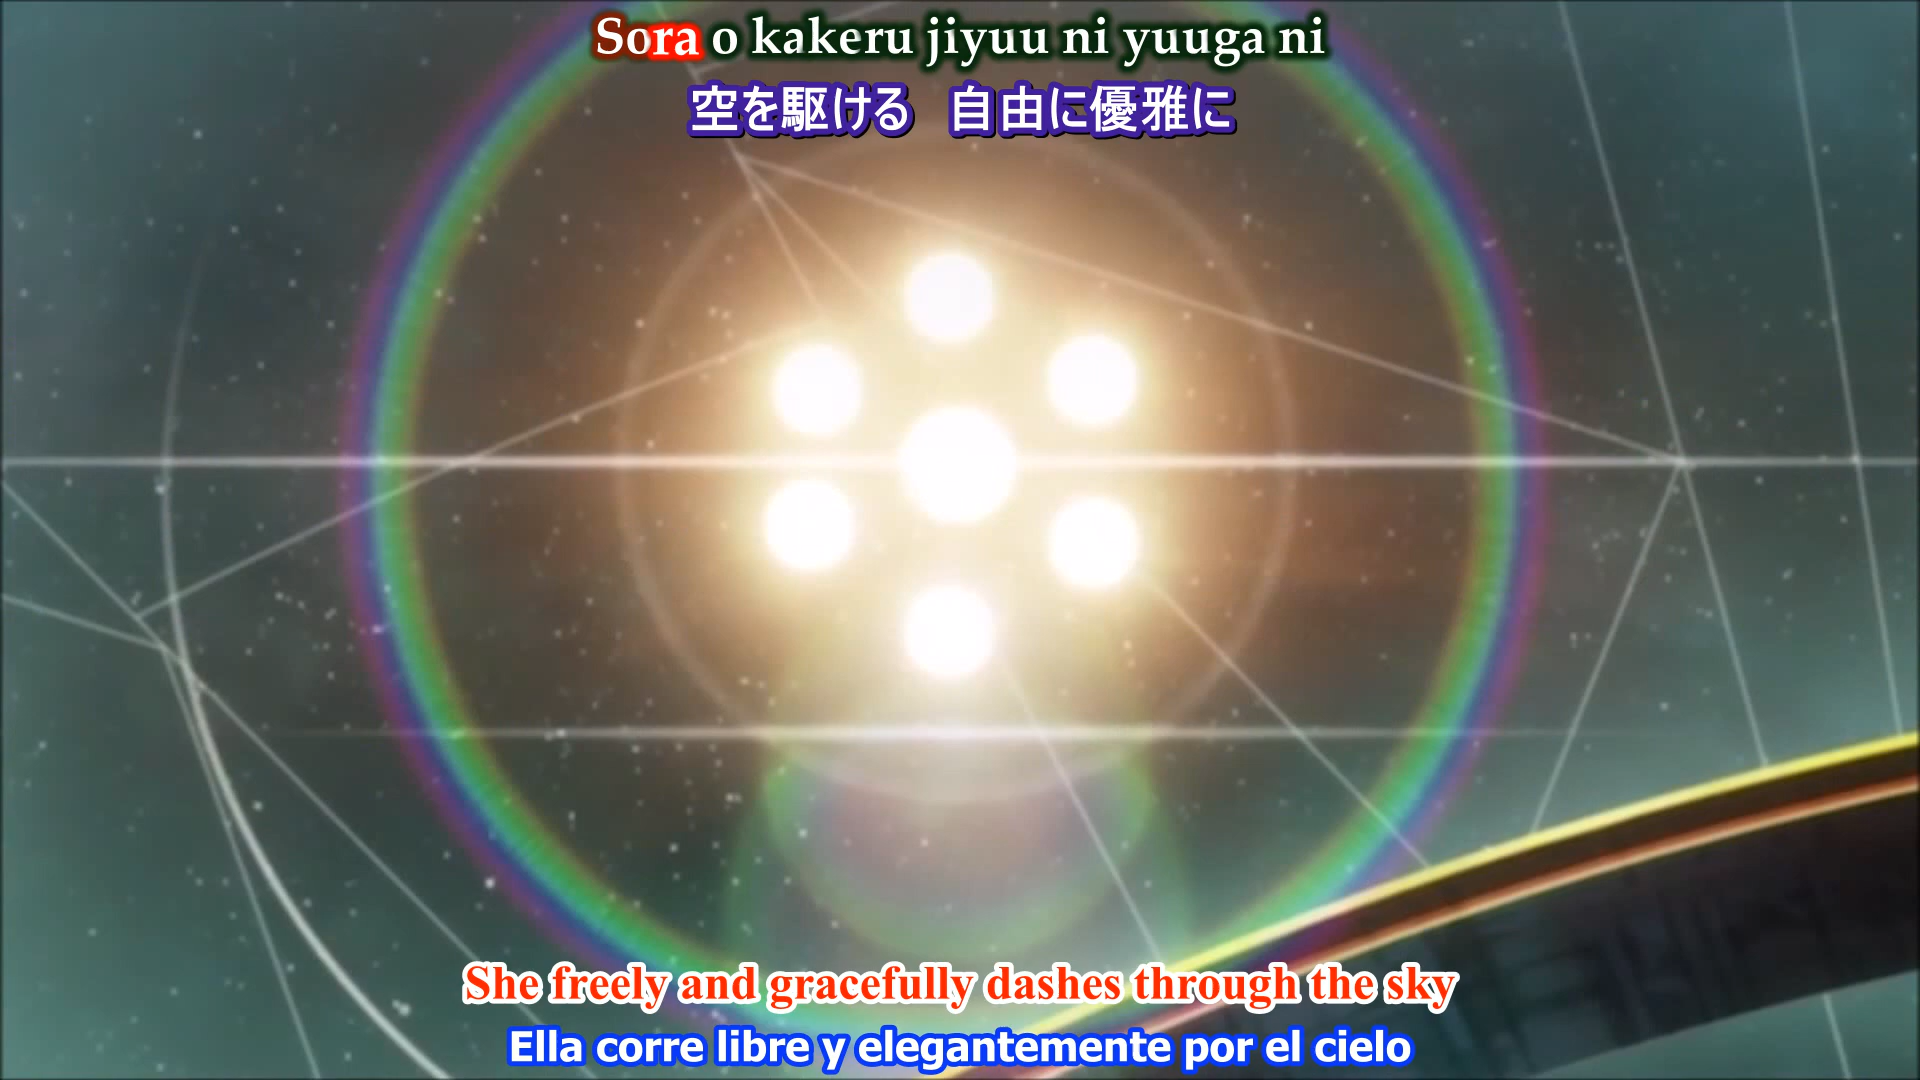 Sora o kakeru jiyuu ni yuuga ni
空を駆ける　自由に優雅に
She freely and gracefully dashes through the sky
Ella corre libre y elegantemente por el cielo